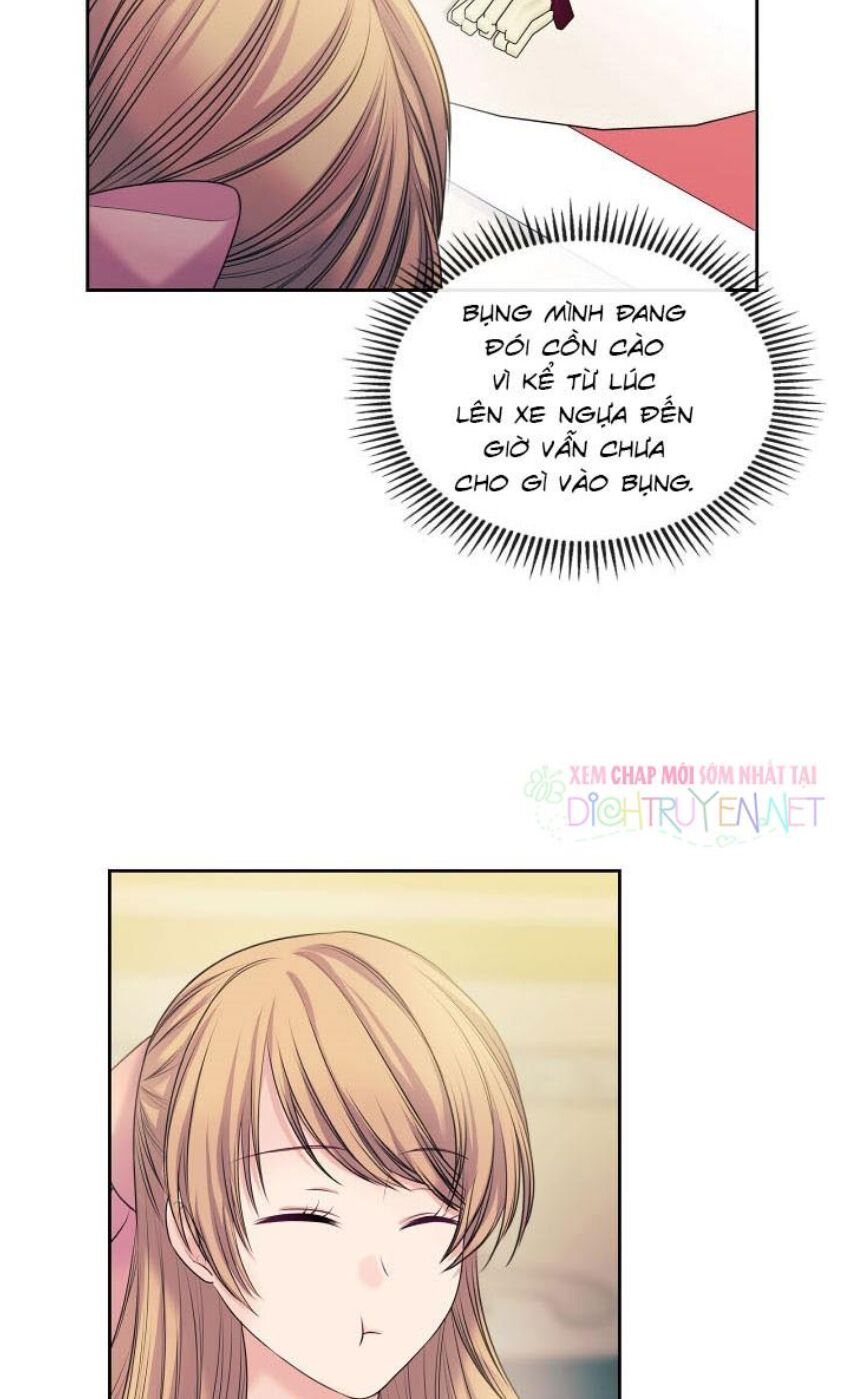 BỤNG MÌNH ĐANG
ĐÓI CỒN CÀO
VÌ KỂ TỪ LÚC
LÊN XE NGỰA ĐẾN
GIỜ VẪN CHƯA
CHO GÌ VÀO BỤNG.
XEM CHAP MỚI SỚM NHẤT TẠI
DICHTRUYEN.NET